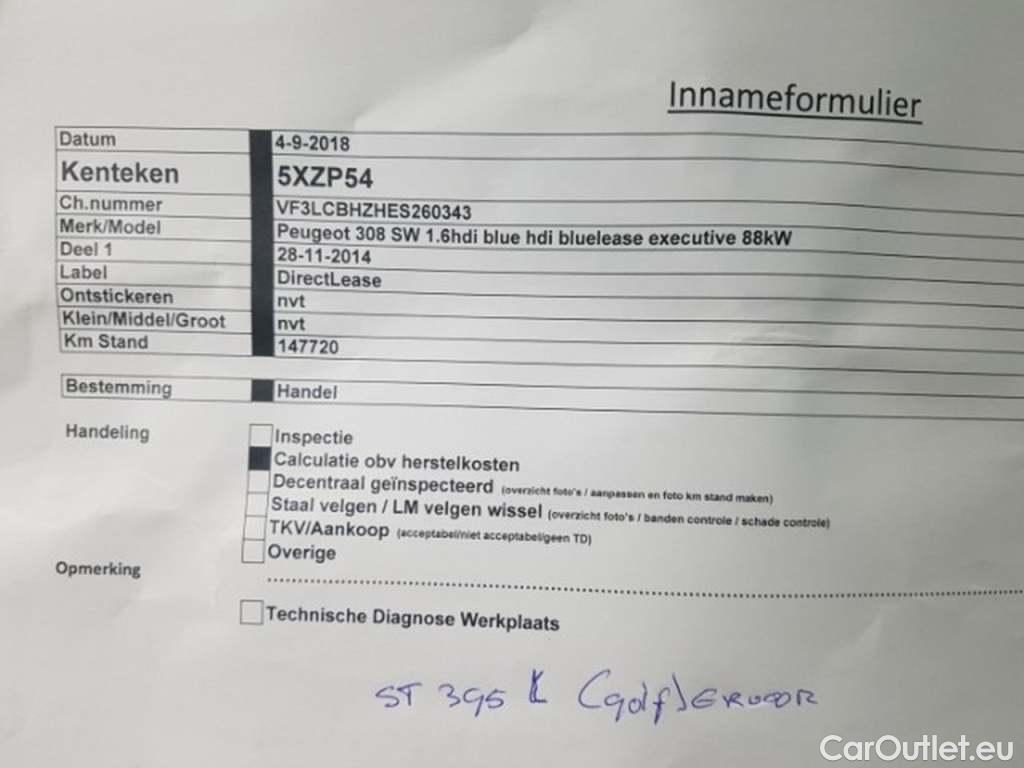 Innameformulier
Datum 4-9-2018
Kenteken 5XZP54
Ch.nummer VF3LCBHZHES260343
Merk/Model Peugeot 308 SW 1.6hdi blue hdi bluelease executive 88kW
Deel 1 28-11-2014
Label DirectLease
Ontstickeren nvt
Klein/Middel/Groot nvt
Km Stand 147720
Bestemming Handel
Handeling Inspectie
Calculatie obv herstelkosten
Decentraal geïnspecteerd (overzicht foto's / aanpassen en foto km stand maken)
Staal velgen / LM velgen wissel (overzicht foto's / banden controle / schade controle)
TKV/Aankoop (acceptabel/niet acceptabel/geen TD)
Overige
Opmerking
Technische Diagnose Werkplaats
ST 395 (golf)
CarOutlet.eu